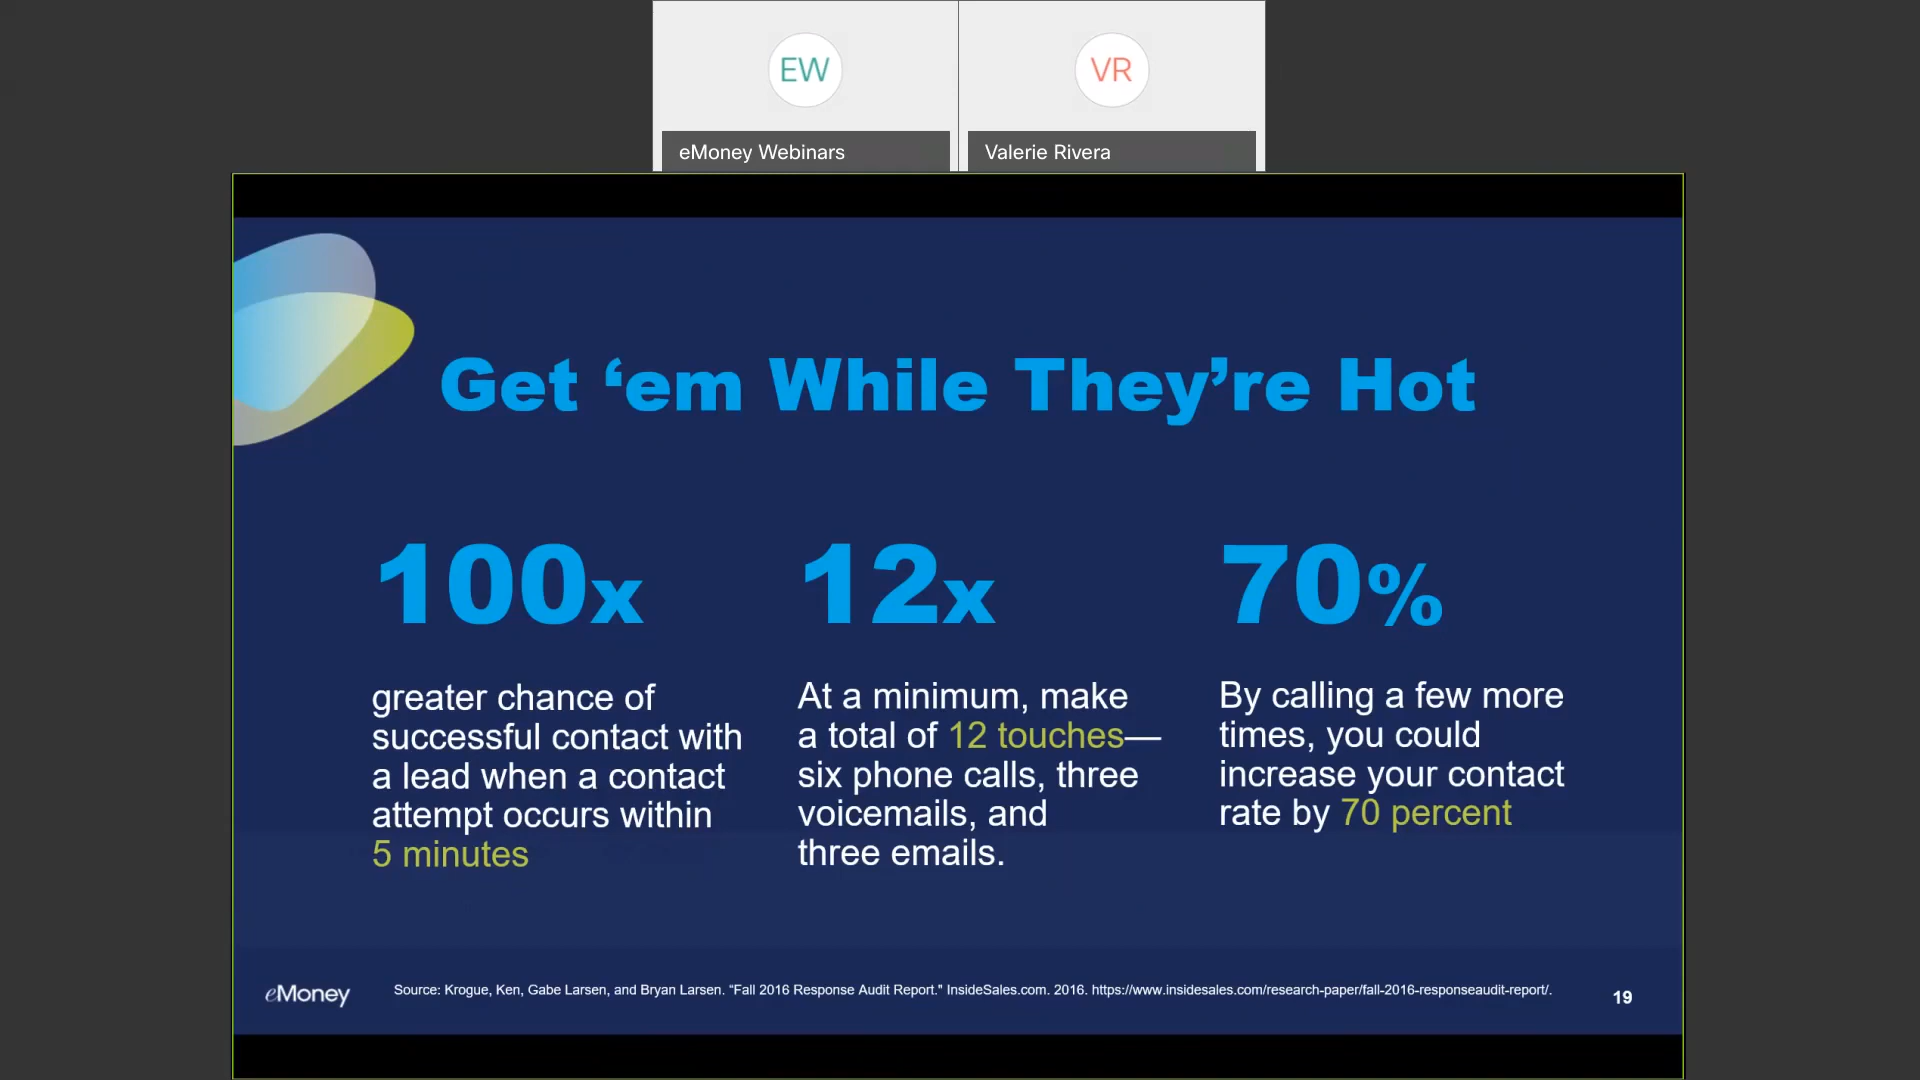 EW
VR
eMoney Webinars
Valerie Rivera
Get ‘em While They’re Hot
100x
greater chance of
successful contact with
a lead when a contact
attempt occurs within
5 minutes
12x
At a minimum, make
a total of 12 touches—
six phone calls, three
voicemails, and
three emails.
70%
By calling a few more
times, you could
increase your contact
rate by 70 percent
eMoney
Source: Krogue, Ken, Gabe Larsen, and Bryan Larsen. “Fall 2016 Response Audit Report." InsideSales.com. 2016. https://www.insidesales.com/research-paper/fall-2016-responseaudit-report/.
19